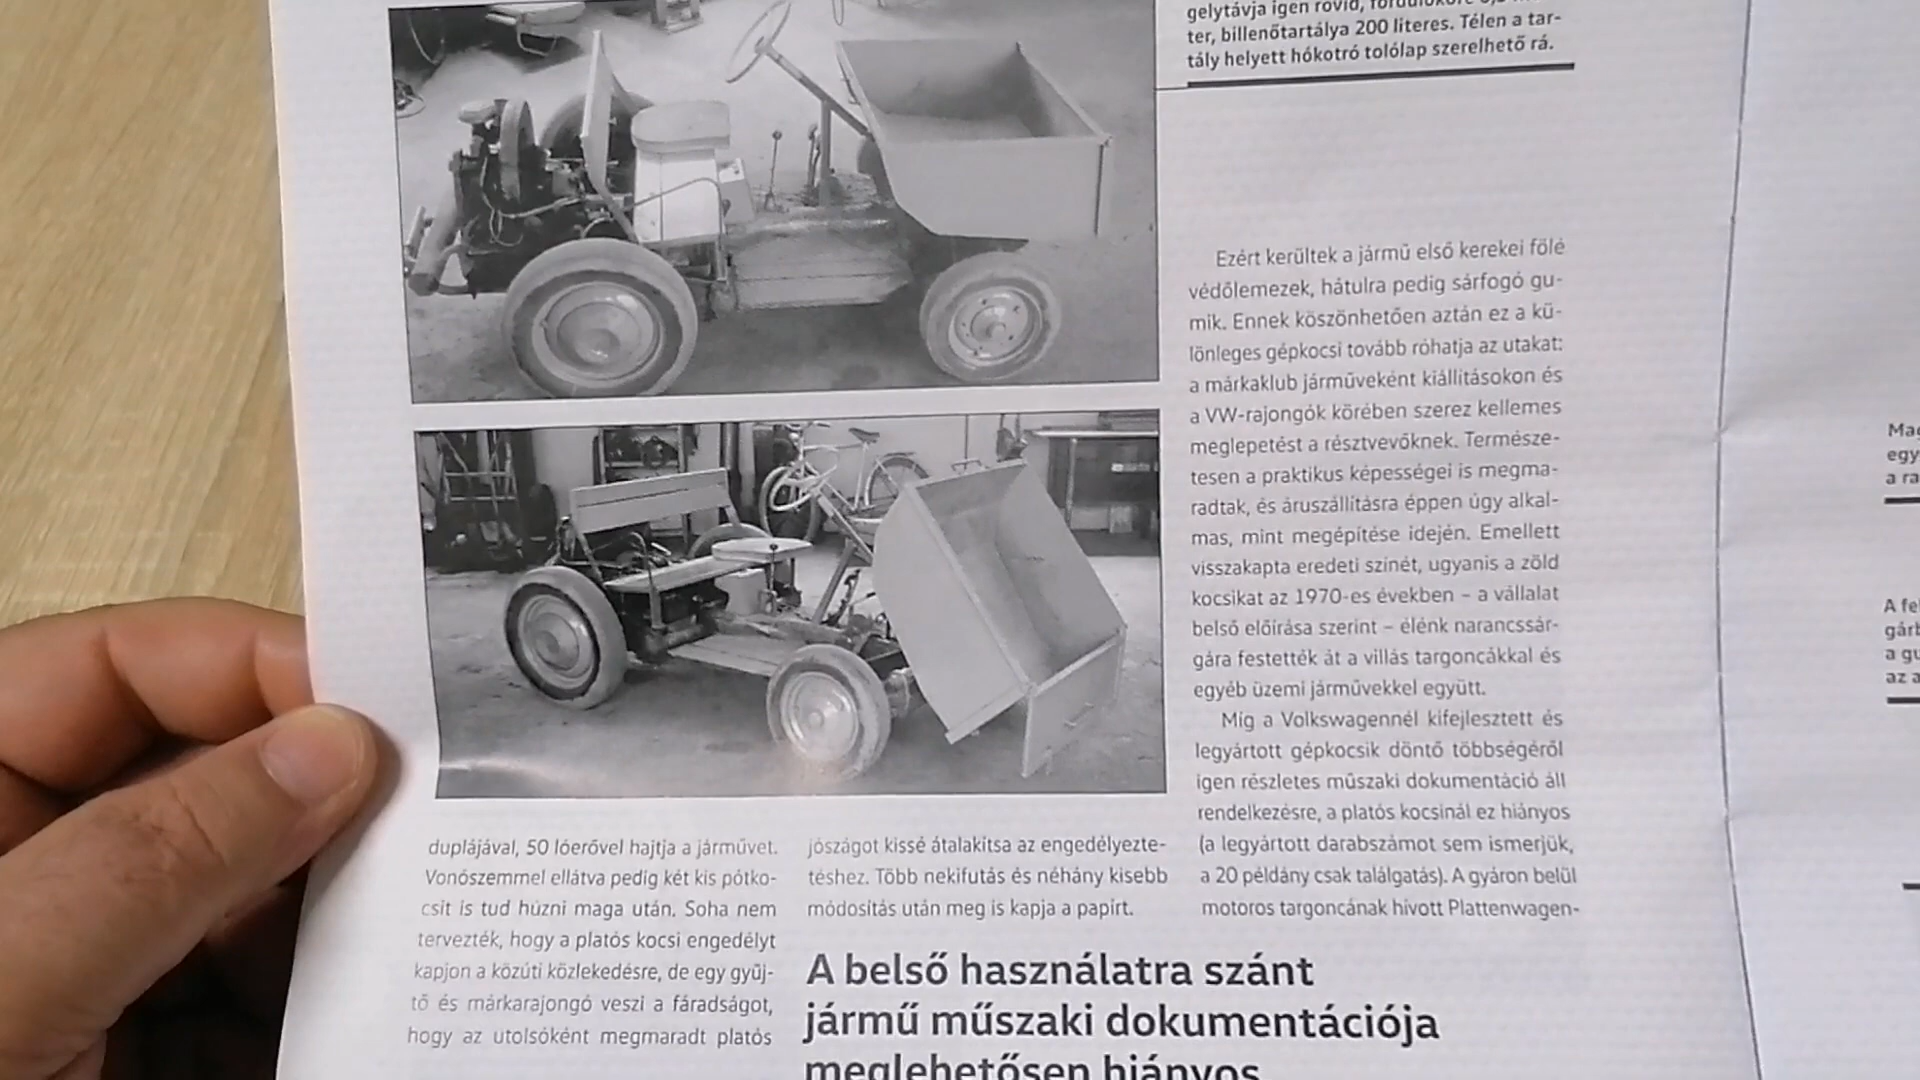 gelytávja igen rövid,
ter, billenőtartálya 200 literes. Télen a tar-
tály helyett hókotró tolólap szerelhető rá.
duplájával, 50 lóerővel hajtja a járművet.
Vonószemmel ellátva pedig két kis pótko-
csit is tud húzni maga után. Soha nem
tervezték, hogy a platós kocsi engedélyt
kapjon a közúti közlekedésre, de egy gyűj-
tő és márkarajongó veszi a fáradságot,
hogy az utolsóként megmaradt platós
jószágot kissé átalakítsa az engedélyezte-
téshez. Több nekifutás és néhány kisebb
módosítás után meg is kapja a papírt.
A belső használatra szánt
jármű műszaki dokumentációja
meglehetősen hiányos
Ezért kerültek a jármű első kerekei fölé
védőlemezek, hátulra pedig sárfogó gu-
mik. Ennek köszönhetően aztán ez a kü-
lönleges gépkocsi tovább róhatja az utakat:
a márkaklub járműveként kiállításokon és
a VW-rajongók körében szerez kellemes
meglepetést a résztvevőknek. Természe-
tesen a praktikus képességei is megma-
radtak, és áruszállításra éppen úgy alkal-
mas, mint megépítése idején. Emellett
visszakapta eredeti színét, ugyanis a zöld
kocsikat az 1970-es években – a vállalat
belső előírása szerint – élénk narancssár-
gára festették át a villás targoncákkal és
egyéb üzemi járművekkel együtt.
Míg a Volkswagennél kifejlesztett és
legyártott gépkocsik döntő többségéről
igen részletes műszaki dokumentáció áll
rendelkezésre, a platós kocsinál ez hiányos
(a legyártott darabszámot sem ismerjük,
a 20 példány csak találgatás). A gyáron belül
motoros targoncának hívott Plattenwagen-
Mag
egy
a ra
A fel
gárb
a gu
az a